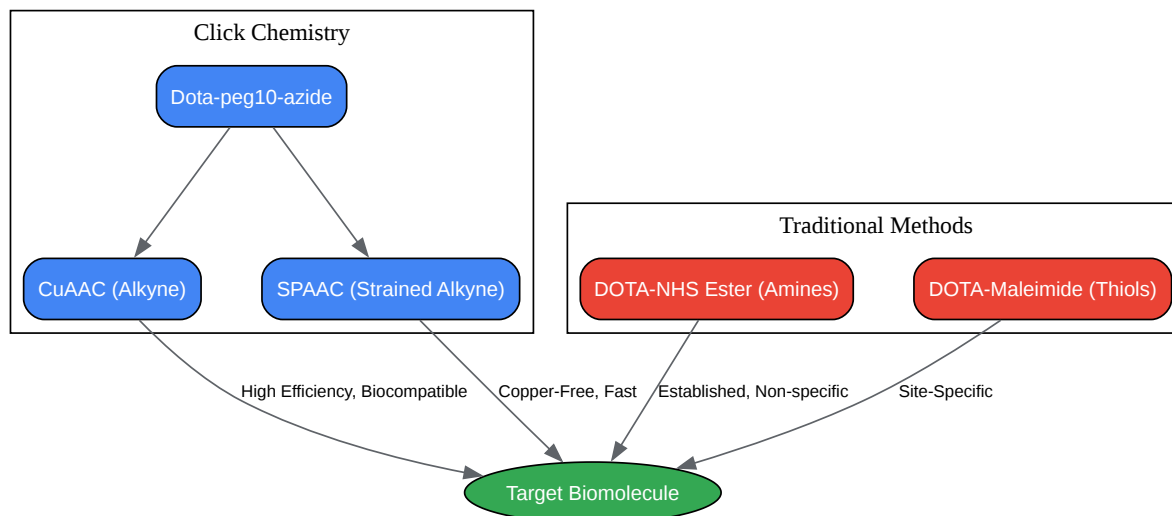 Click Chemistry
Dota-peg10-azide
Traditional Methods
CuAAC (Alkyne)
SPAAC (Strained Alkyne)
DOTA-NHS Ester (Amines)
DOTA-Maleimide (Thiols)
High Efficiency, Biocompatible
Copper-Free, Fast
Established, Non-specific
Site-Specific
Target Biomolecule